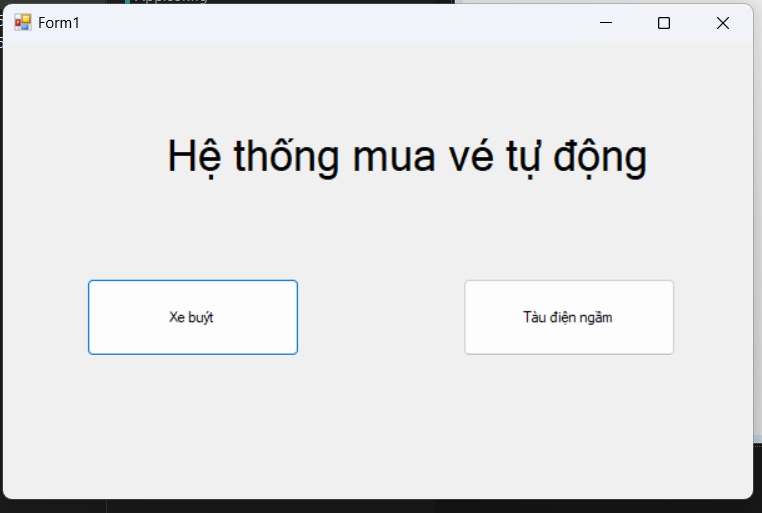 Form1
Hệ thống mua vé tự động
Xe buýt
Tàu điện ngầm